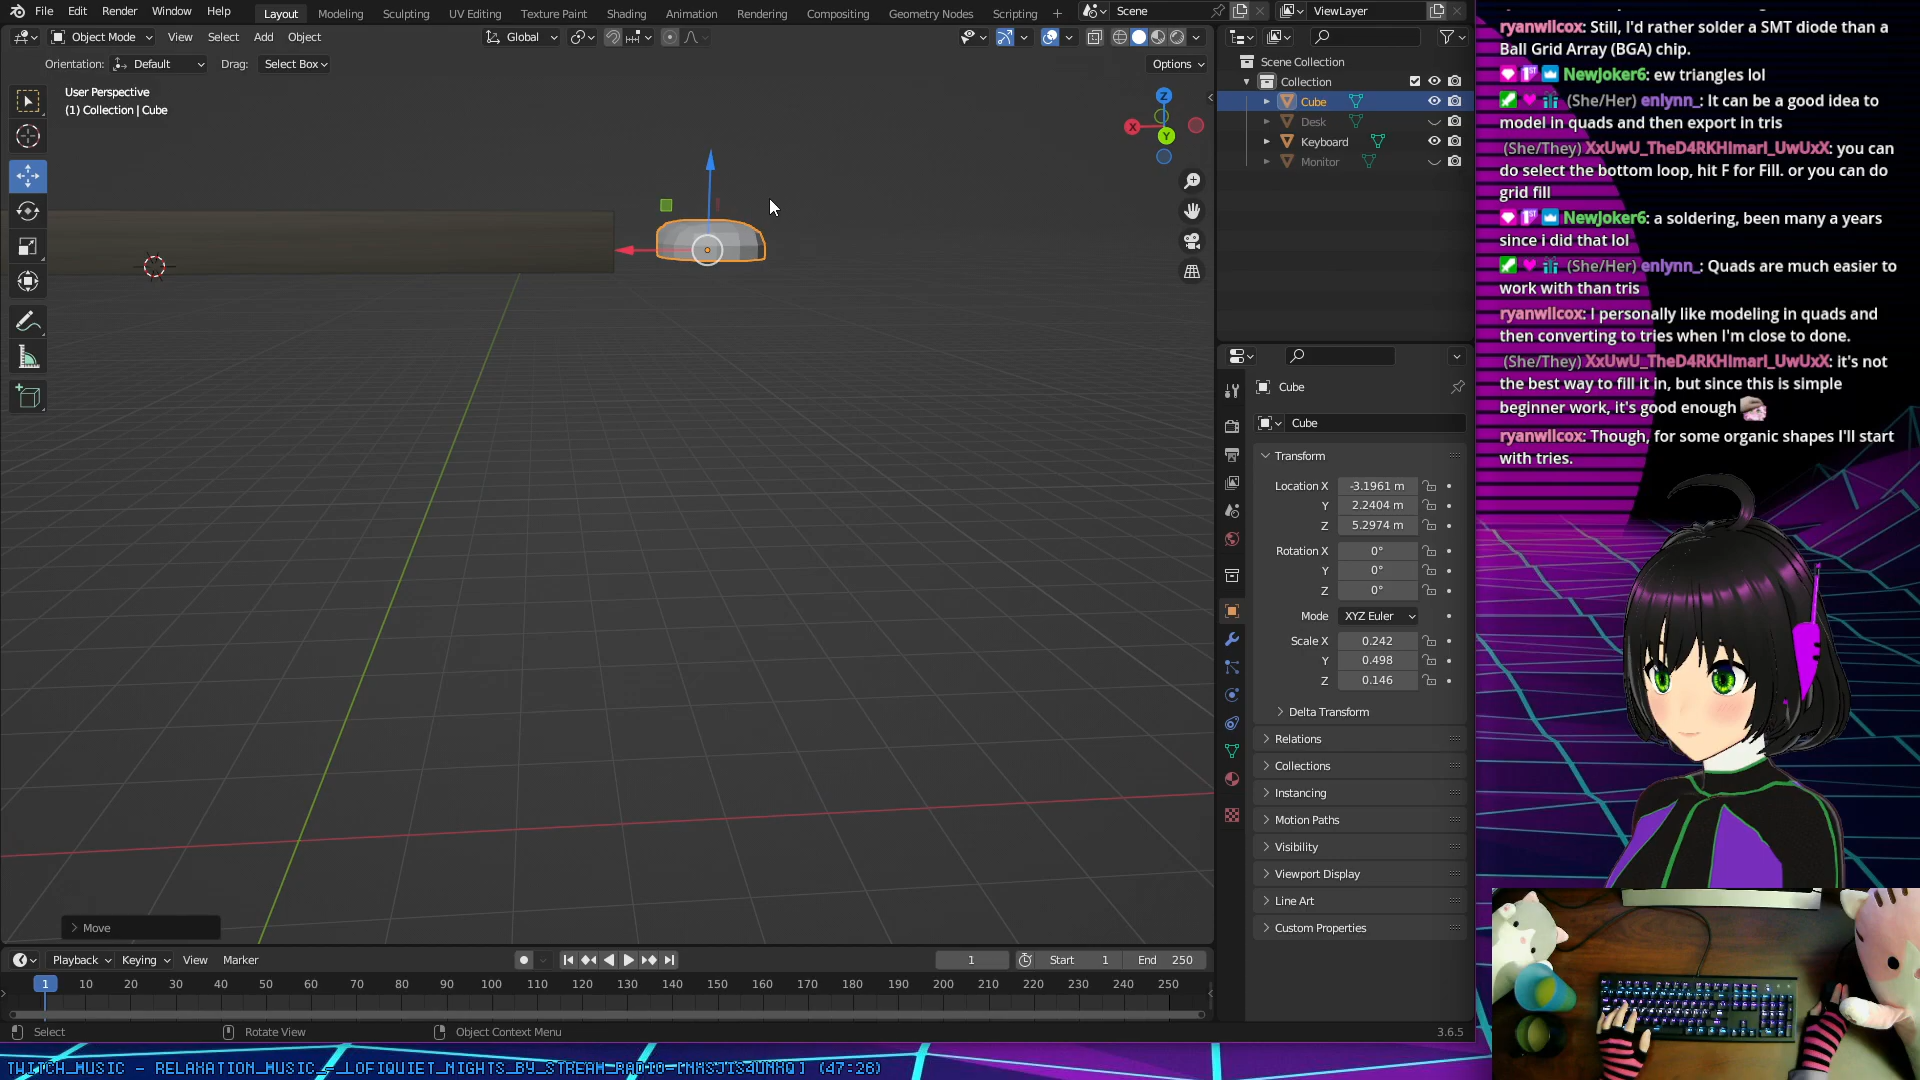 File Edit Render Window Help Layout Modeling Sculpting UV Editing Texture Paint Shading Animation Rendering Compositing Geometry Nodes Scripting + Scene ViewLayer
Object Mode View Select Add Object Global
Orientation: Default Drag: Select Box Options
User Perspective
(1) Collection | Cube
Z
X
Y
Scene Collection
Collection
Cube
Desk
Keyboard
Monitor
Cube
Cube
Transform
Location X -3.1961 m
Y 2.2404 m
Z 5.2974 m
Rotation X 0°
Y 0°
Z 0°
Mode XYZ Euler
Scale X 0.242
Y 0.498
Z 0.146
Delta Transform
Relations
Collections
Instancing
Motion Paths
Visibility
Viewport Display
Line Art
Custom Properties
Move
Playback Keying View Marker 1 Start 1 End 250
1 10 20 30 40 50 60 70 80 90 100 110 120 130 140 150 160 170 180 190 200 210 220 230 240 250
Select Rotate View Object Context Menu 3.6.5
ryanwilcox: Still, I'd rather solder a SMT diode than a
Ball Grid Array (BGA) chip.
1ST NewJoker6: ew triangles lol
(She/Her) enlynn_: It can be a good idea to
model in quads and then export in tris
(She/They) XxUwU_TheD4RKHImarI_UwUxX: you can
do select the bottom loop, hit F for Fill. or you can do
grid fill
1ST NewJoker6: a soldering, been many a years
since i did that lol
(She/Her) enlynn_: Quads are much easier to
work with than tris
ryanwilcox: I personally like modeling in quads and
then converting to tries when I'm close to done.
(She/They) XxUwU_TheD4RKHImarI_UwUxX: it's not
the best way to fill it in, but since this is simple
beginner work, it's good enough
ryanwilcox: Though, for some organic shapes I'll start
with tries.